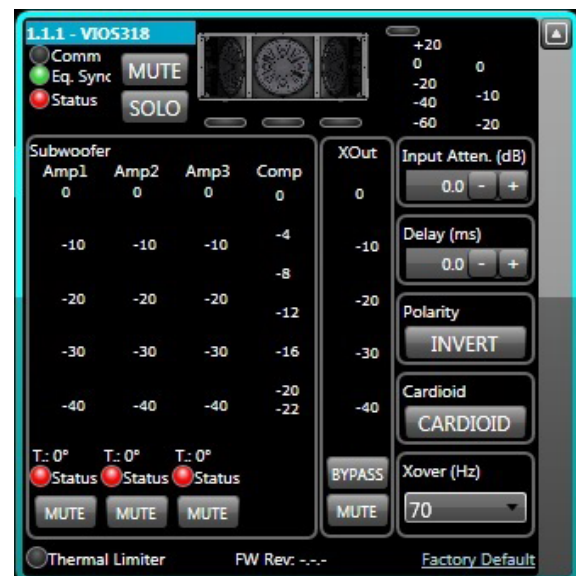 1.1.1 - VIOS318
Comm
Eq. Sync
Status
MUTE
SOLO
+20
0 0
-20
-40 -10
-60 -20
Subwoofer
Amp1 Amp2 Amp3 Comp
0 0 0 0
-4
-10 -10 -10
-8
-20 -20 -20
-12
-30 -30 -30 -16
-20
-40 -40 -40 -22
T.: 0° T.: 0° T.: 0°
Status Status Status
MUTE MUTE MUTE
XOut
0
-10
-20
-30
-40
BYPASS
MUTE
Input Atten. (dB)
0.0 - +
Delay (ms)
0.0 - +
Polarity
INVERT
Cardioid
CARDIOID
Xover (Hz)
70
Thermal Limiter FW Rev: -.-.- Factory Default